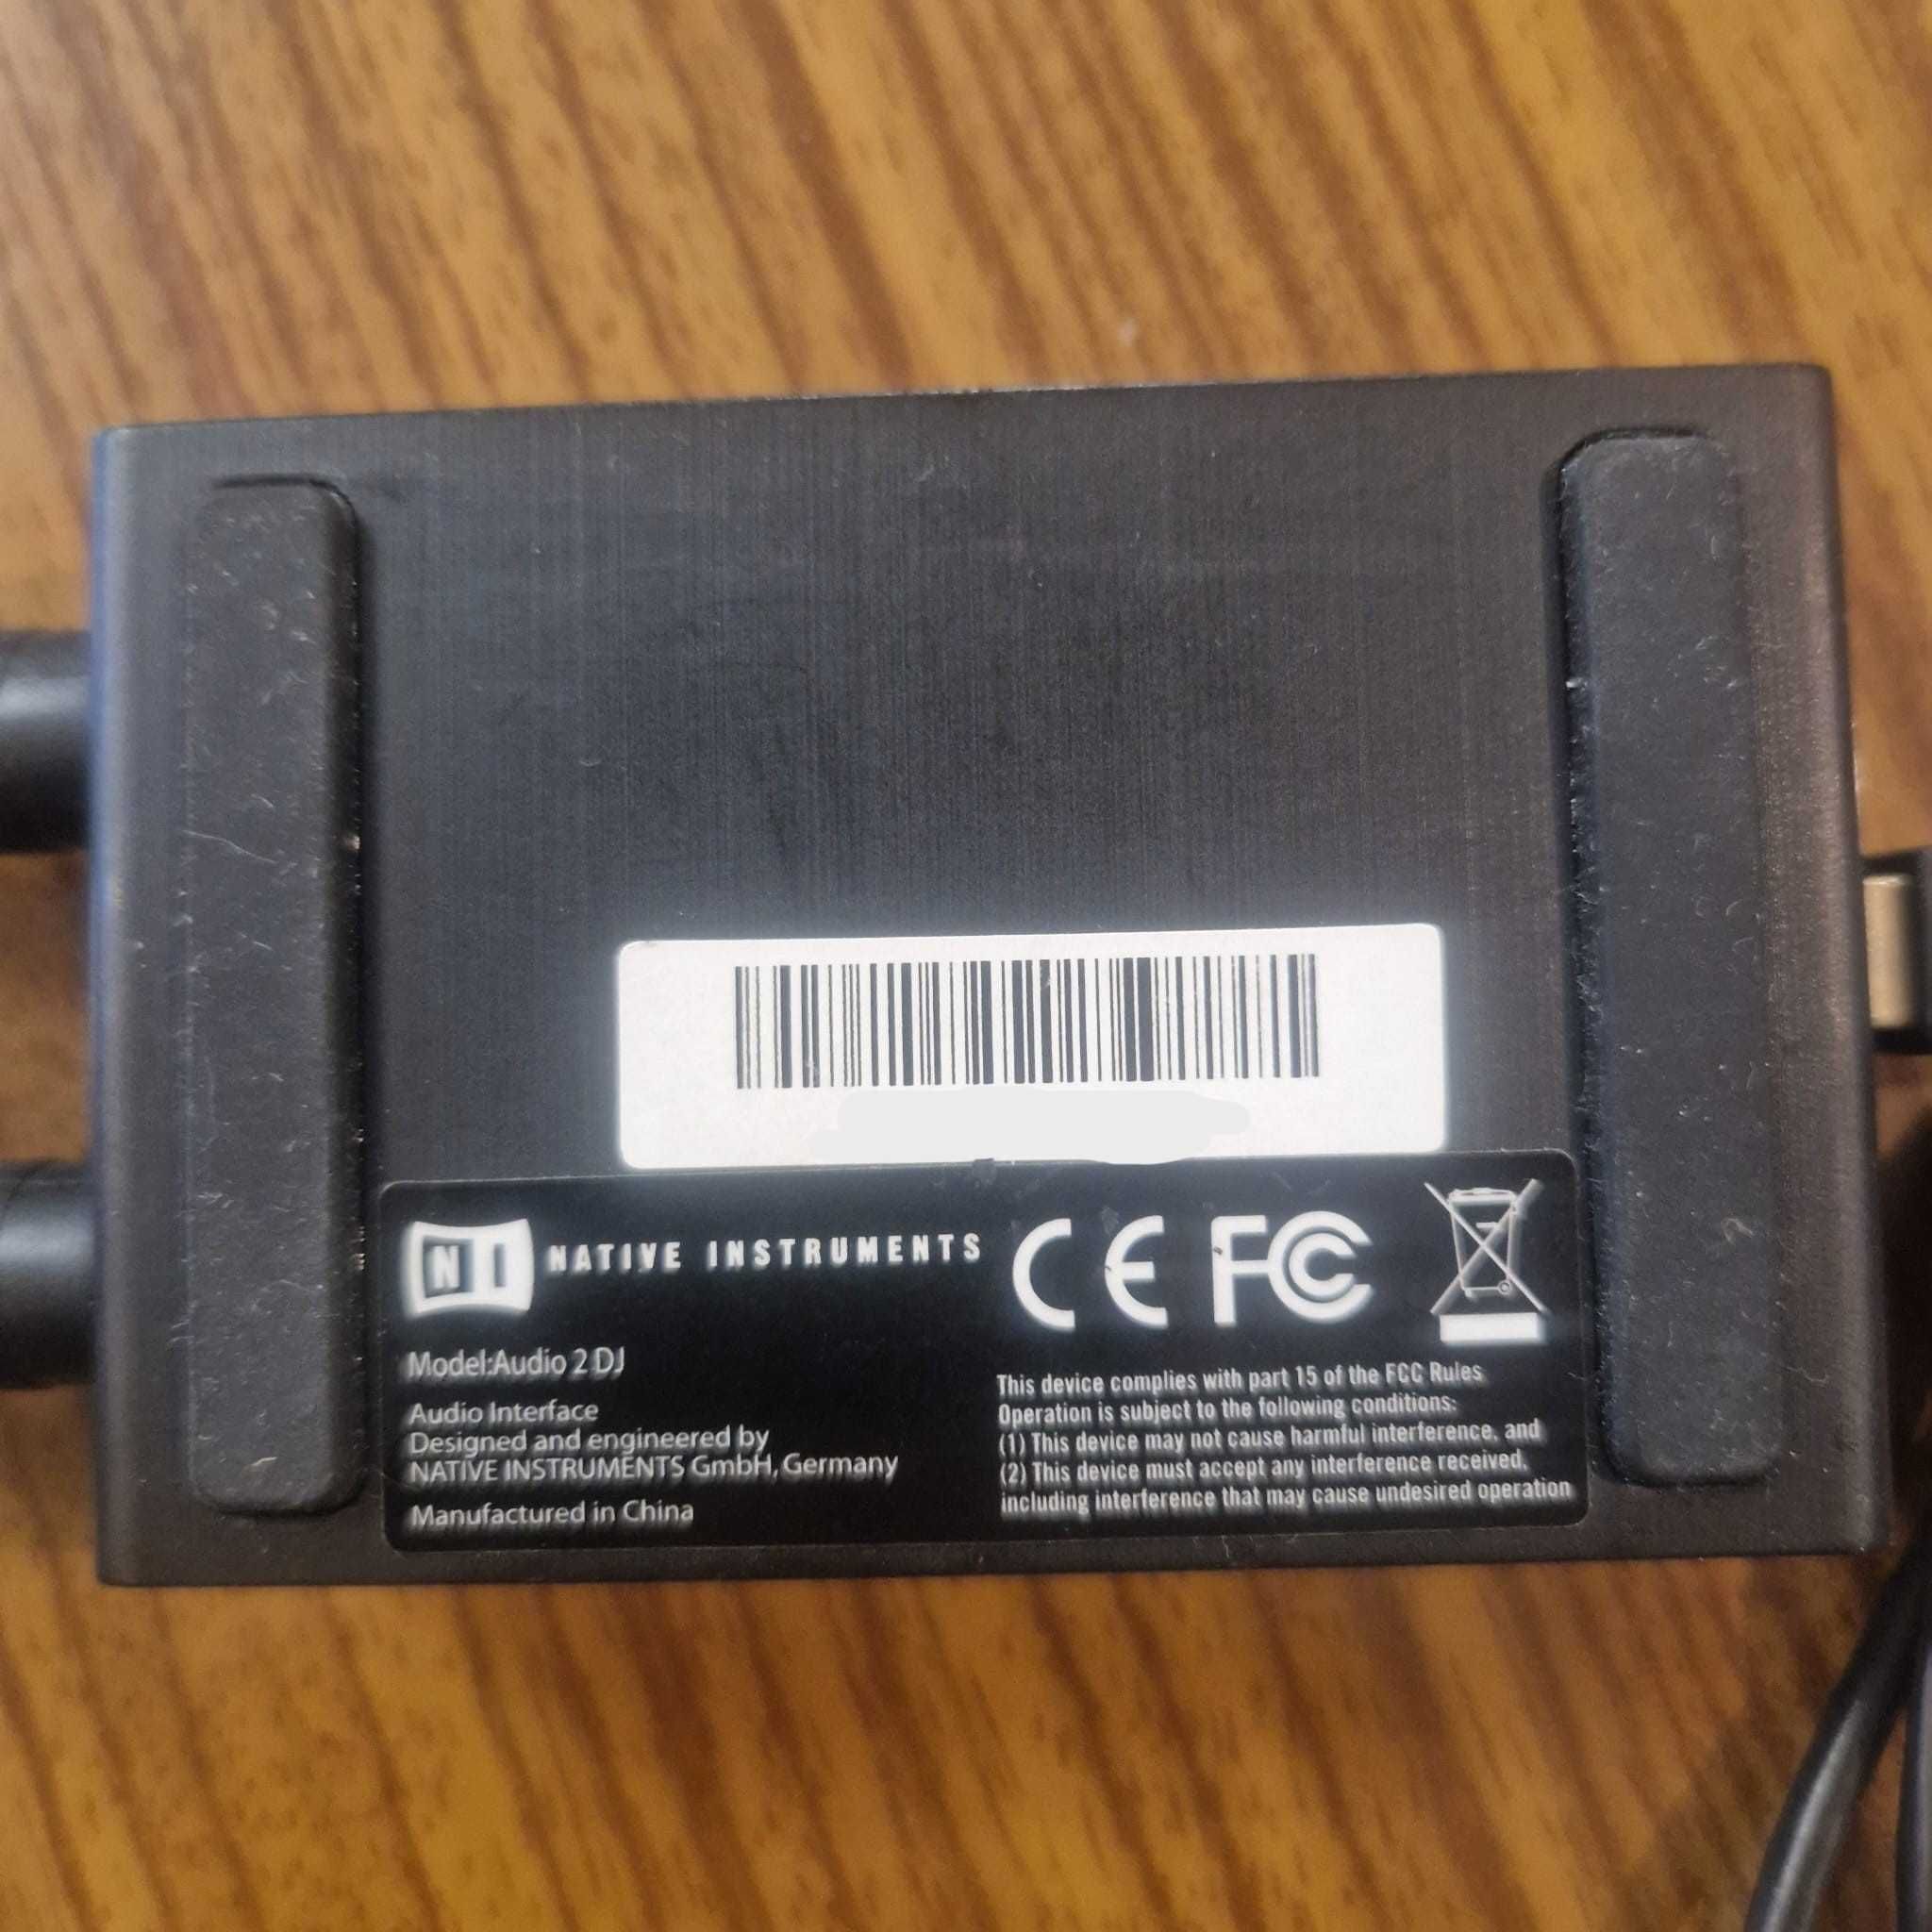 NI NATIVE INSTRUMENTS CE FC
Model:Audio 2 DJ
Audio Interface
Designed and engineered by
NATIVE INSTRUMENTS GmbH, Germany
Manufactured in China
This device complies with part 15 of the FCC Rules
Operation is subject to the following conditions:
(1) This device may not cause harmful interference, and
(2) This device must accept any interference received,
including interference that may cause undesired operation